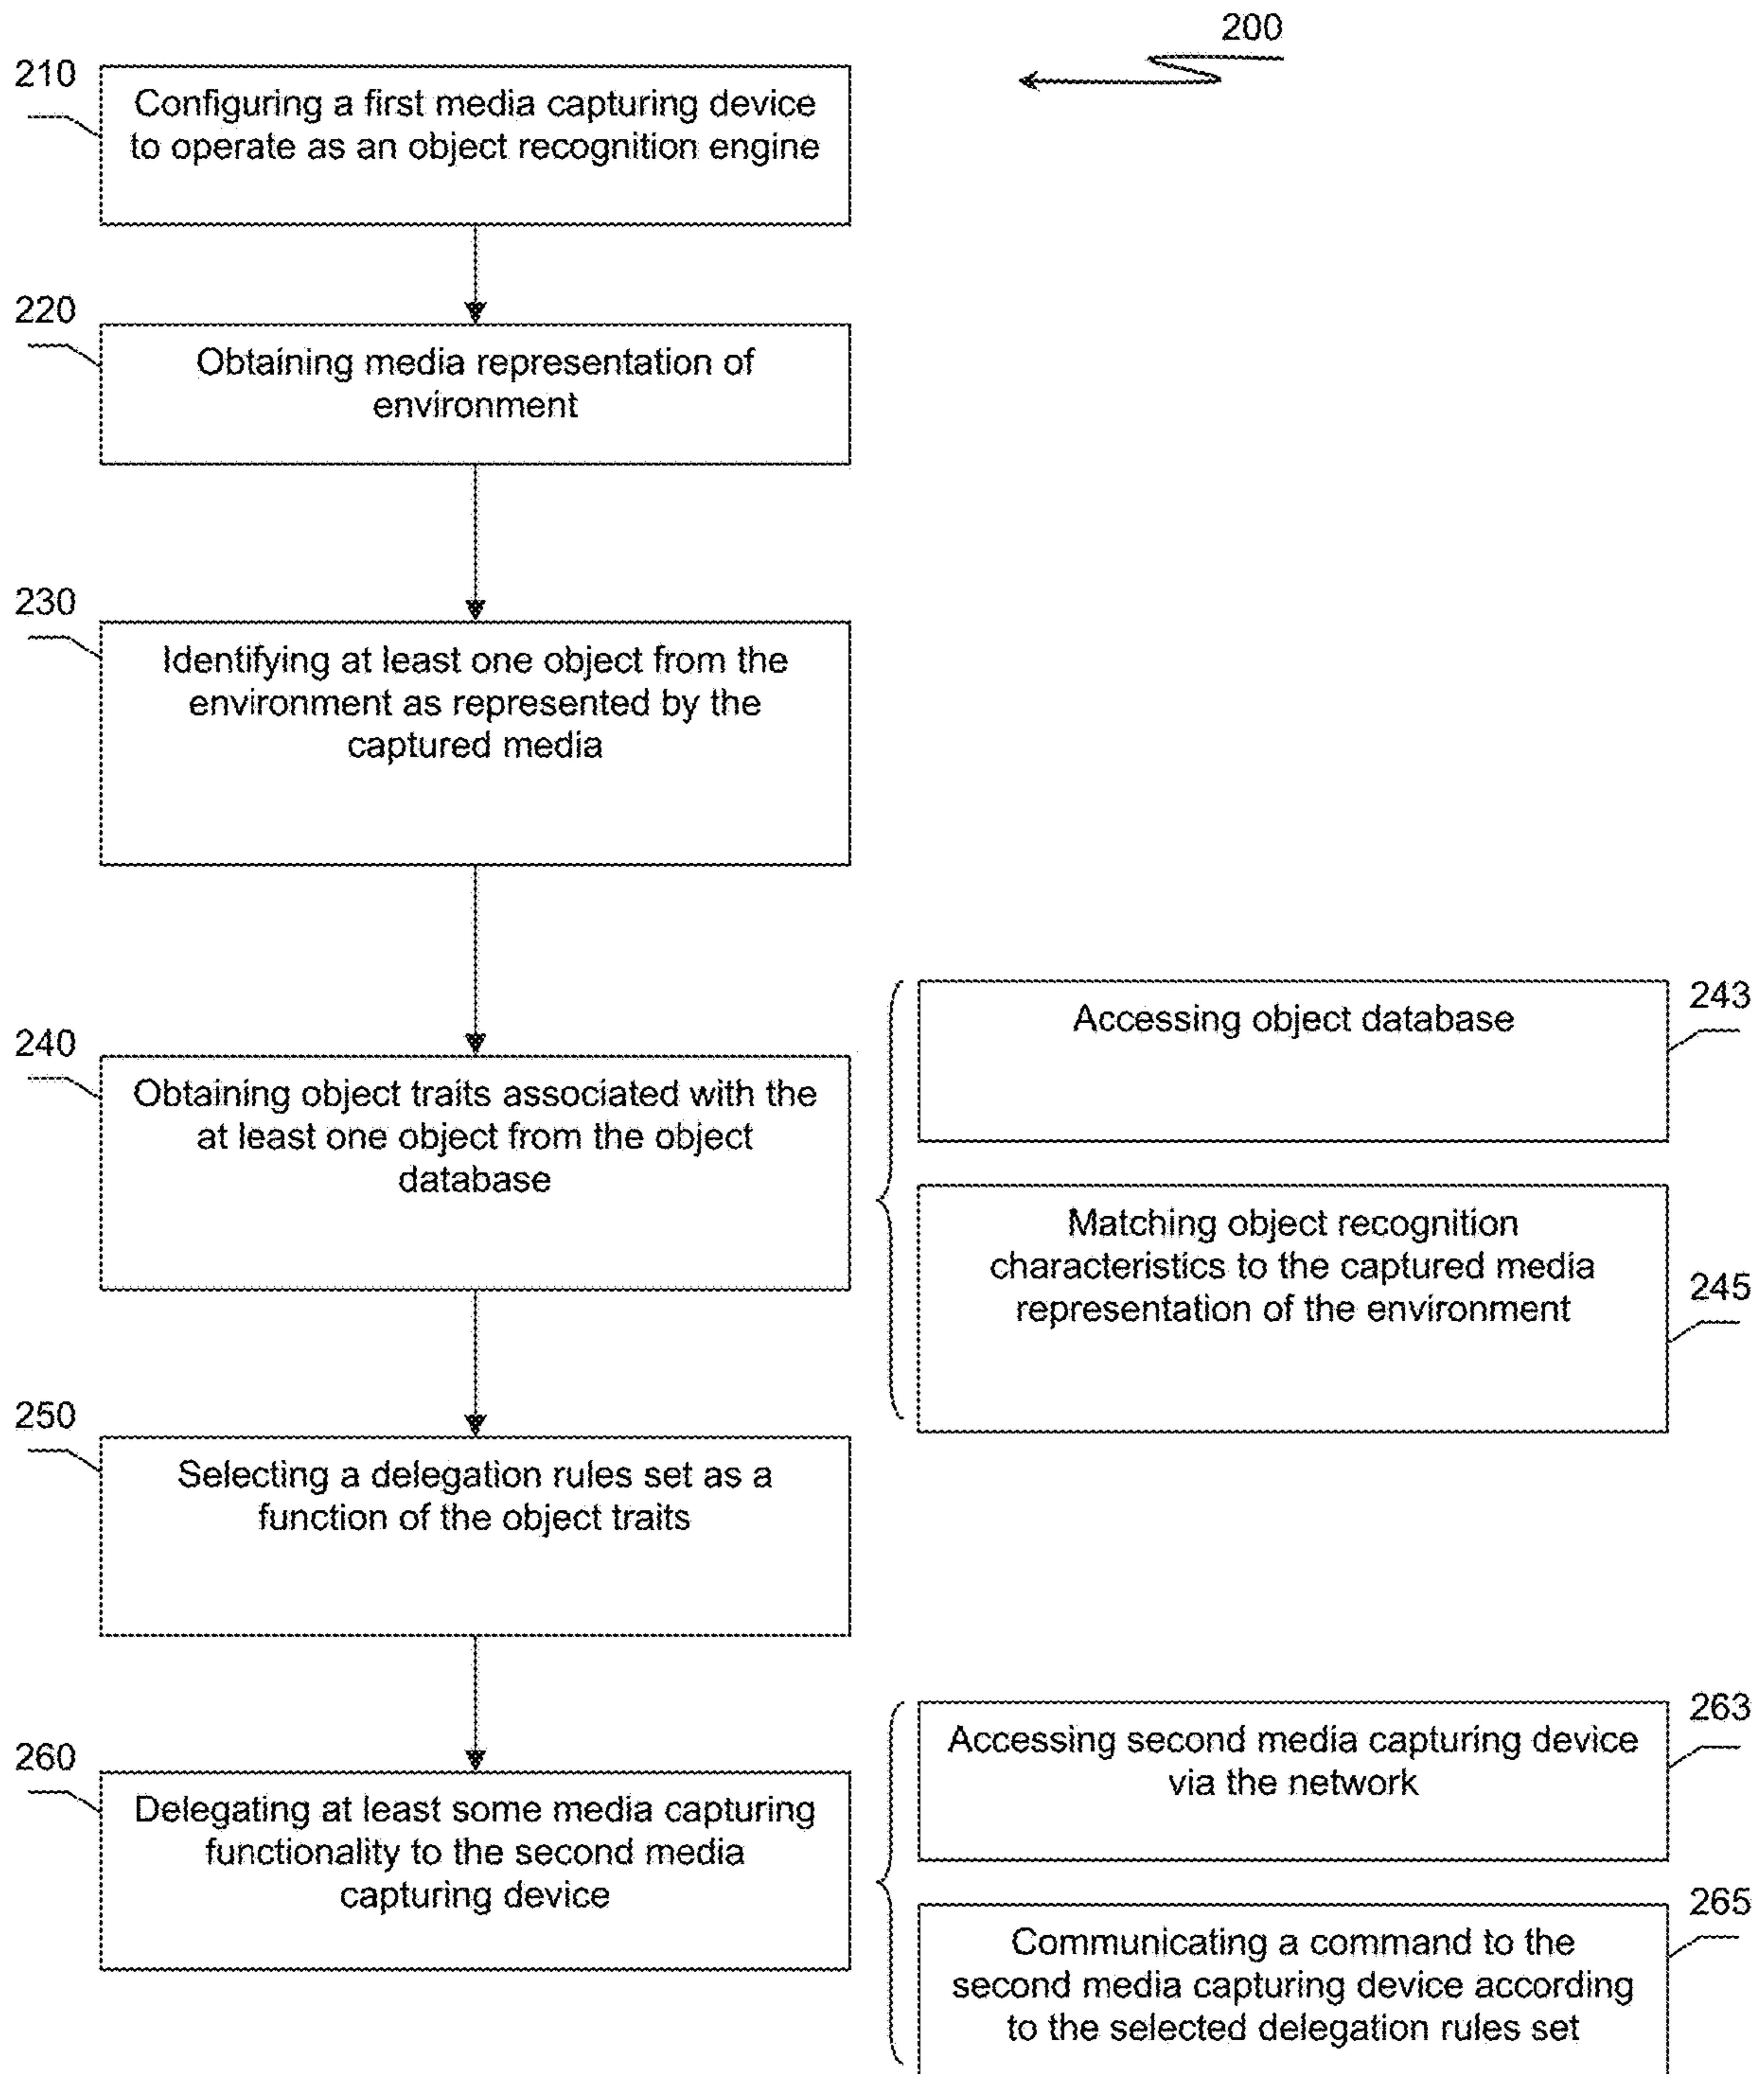 200
210
Configuring a first media capturing device
to operate as an object recognition engine
220
Obtaining media representation of
environment
230
Identifying at least one object from the
environment as represented by the
captured media
240
Obtaining object traits associated with the
at least one object from the object
database
243
Accessing object database
245
Matching object recognition
characteristics to the captured media
representation of the environment
250
Selecting a delegation rules set as a
function of the object traits
260
Delegating at least some media capturing
functionality to the second media
capturing device
263
Accessing second media capturing device
via the network
265
Communicating a command to the
second media capturing device according
to the selected delegation rules set